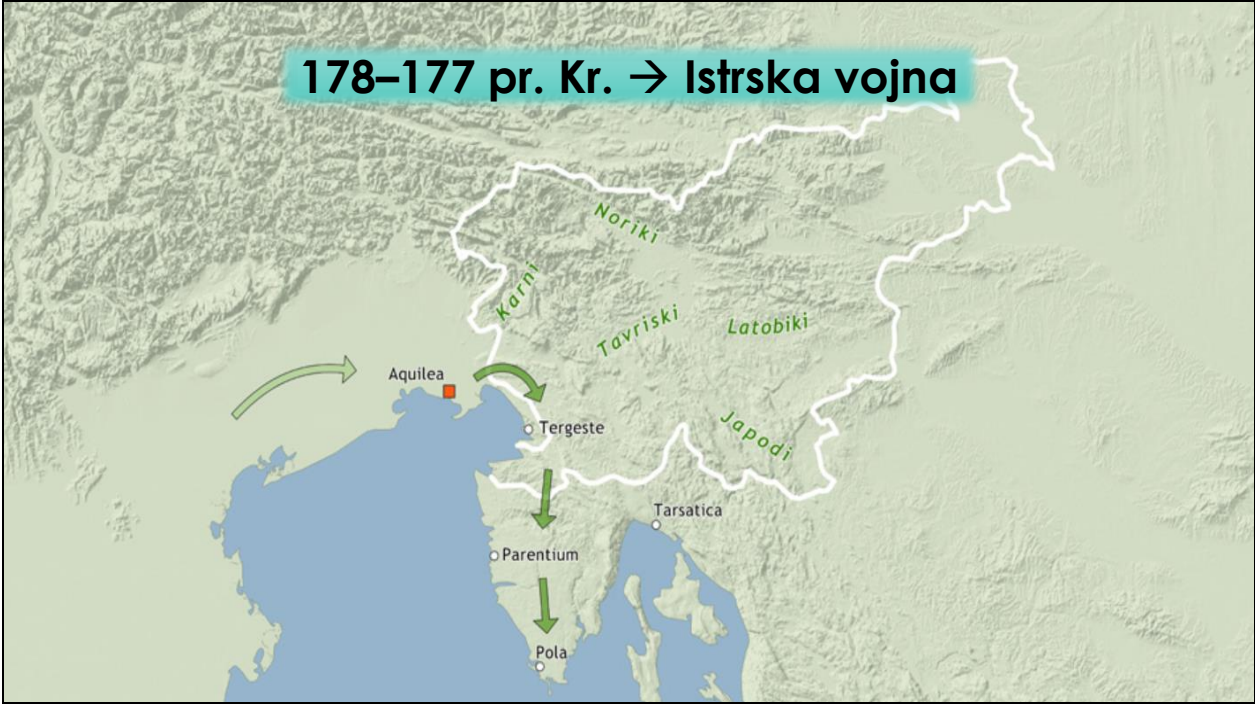 178–177 pr. Kr. → Istrska vojna
Noriki
Karni
Tavriski
Latobiki
Aquilea
Tergeste
Japodi
Tarsatica
Parentium
Pola